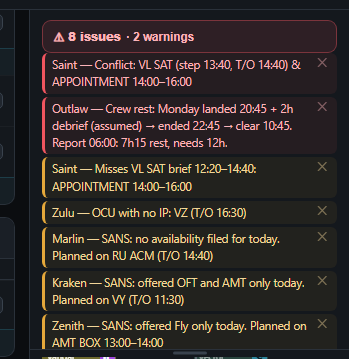 ⚠ 8 issues · 2 warnings
Saint — Conflict: VL SAT (step 13:40, T/O 14:40) &
APPOINTMENT 14:00–16:00
Outlaw — Crew rest: Monday landed 20:45 + 2h
debrief (assumed) → ended 22:45 → clear 10:45.
Report 06:00: 7h15 rest, needs 12h.
Saint — Misses VL SAT brief 12:20–14:40:
APPOINTMENT 14:00–16:00
Zulu — OCU with no IP: VZ (T/O 16:30)
Marlin — SANS: no availability filed for today.
Planned on RU ACM (T/O 14:40)
Kraken — SANS: offered OFT and AMT only today.
Planned on VY (T/O 11:30)
Zenith — SANS: offered Fly only today. Planned on
AMT BOX 13:00–14:00